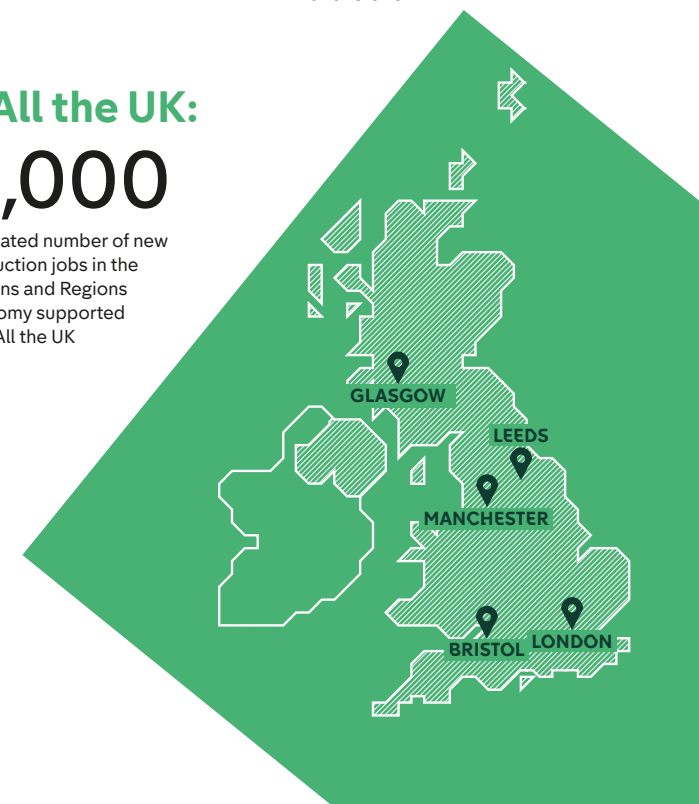 All the UK:
,000
ated number of new
uction jobs in the
ns and Regions
omy supported
All the UK
GLASGOW
LEEDS
MANCHESTER
BRISTOL
LONDON